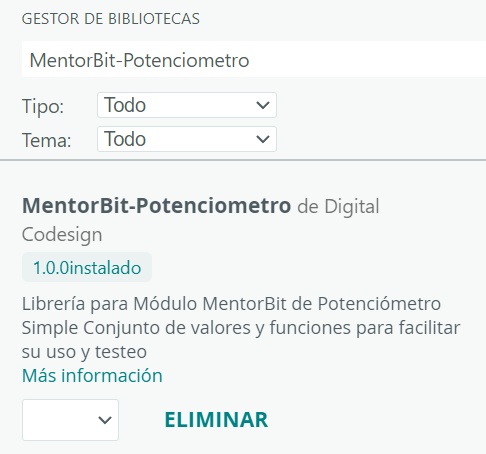 GESTOR DE BIBLIOTECAS
MentorBit-Potenciometro
Tipo: Todo
Tema: Todo
MentorBit-Potenciometro de Digital
Codesign
1.0.0instalado
Librería para Módulo MentorBit de Potenciómetro
Simple Conjunto de valores y funciones para facilitar
su uso y testeo
Más información
ELIMINAR